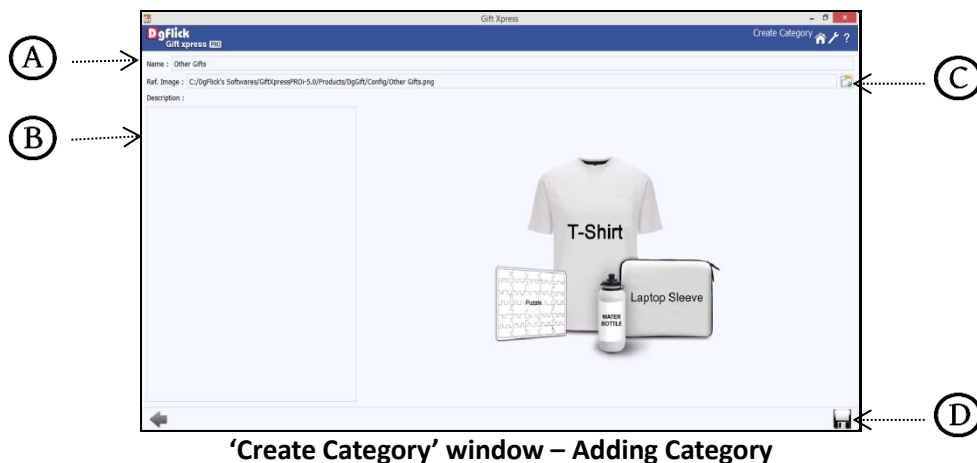 Gift Xpress
DgFlick
Gift xpress PRO
Create Category
?
A
Name : Other Gifts
Ref. Image : C:/DgFlick's Softwares/GiftXpressPROi-5.0/Products/DgGift/Config/Other Gifts.png
C
Description :
B
T-Shirt
Puzzle
Laptop Sleeve
WATER
BOTTLE
D
'Create Category' window – Adding Category